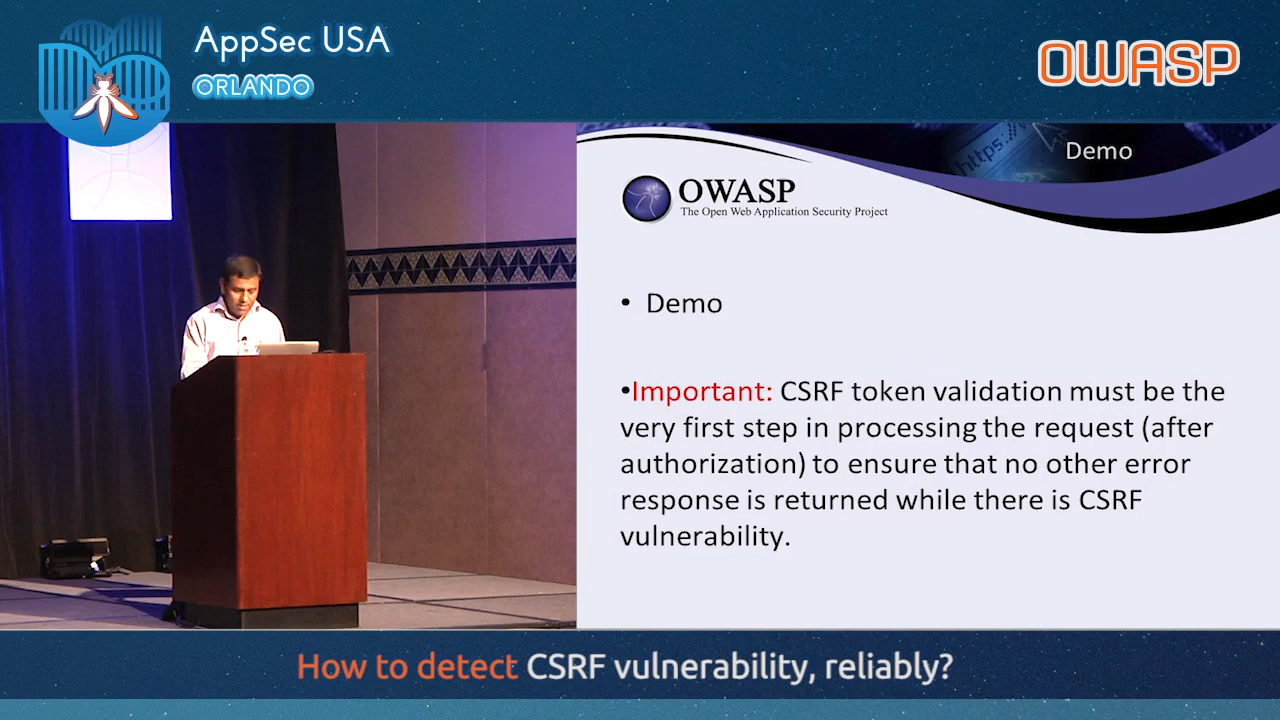 AppSec USA
ORLANDO
OWASP
https://
Demo
OWASP
The Open Web Application Security Project
• Demo
•Important: CSRF token validation must be the
very first step in processing the request (after
authorization) to ensure that no other error
response is returned while there is CSRF
vulnerability.
How to detect CSRF vulnerability, reliably?